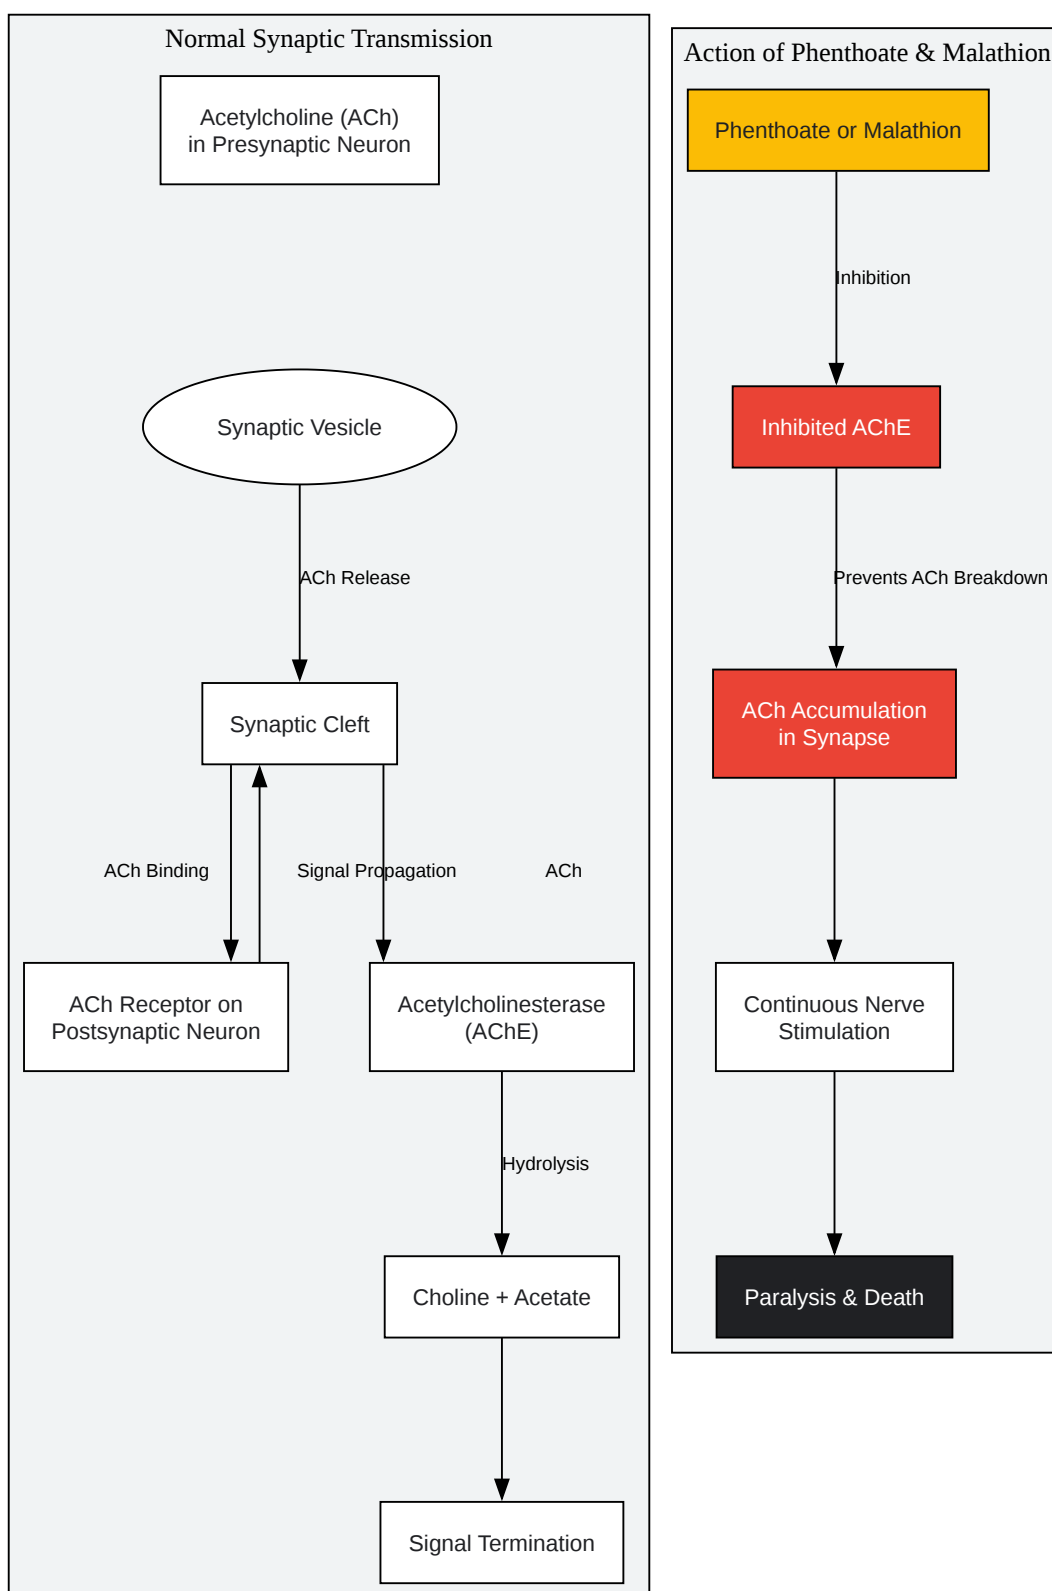 Normal Synaptic Transmission
Acetylcholine (ACh)
in Presynaptic Neuron
Synaptic Vesicle
ACh Release
Synaptic Cleft
ACh Binding
Signal Propagation
ACh
ACh Receptor on
Postsynaptic Neuron
Acetylcholinesterase
(AChE)
Hydrolysis
Choline + Acetate
Signal Termination
Action of Phenthoate & Malathion
Phenthoate or Malathion
Inhibition
Inhibited AChE
Prevents ACh Breakdown
ACh Accumulation
in Synapse
Continuous Nerve
Stimulation
Paralysis & Death